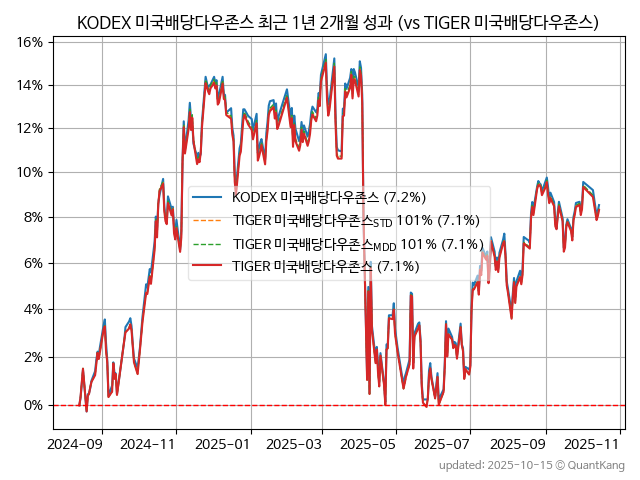 KODEX 미국배당다우존스 최근 1년 2개월 성과 (vs TIGER 미국배당다우존스)
16%
14%
12%
10%
8%
6%
4%
2%
0%
KODEX 미국배당다우존스 (7.2%)
TIGER 미국배당다우존스STD 101% (7.1%)
TIGER 미국배당다우존스MDD 101% (7.1%)
TIGER 미국배당다우존스 (7.1%)
2024-09 2024-11 2025-01 2025-03 2025-05 2025-07 2025-09 2025-11
updated: 2025-10-15 © QuantKang